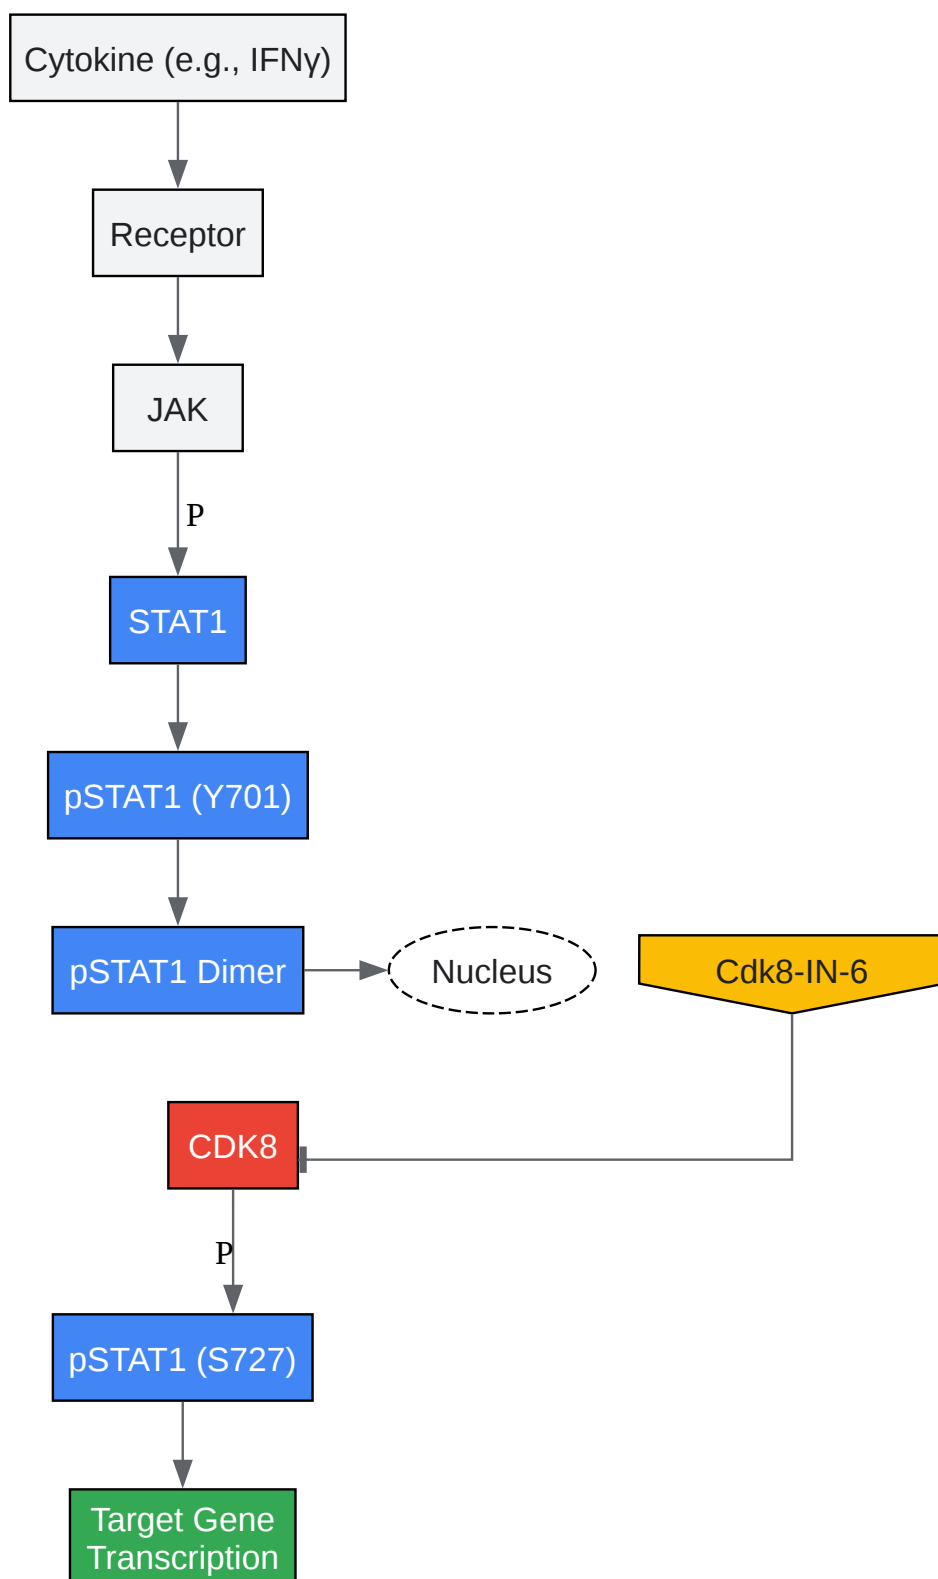 Cytokine (e.g., IFNγ)
Receptor
JAK
P
STAT1
pSTAT1 (Y701)
pSTAT1 Dimer
Nucleus
Cdk8-IN-6
CDK8
P
pSTAT1 (S727)
Target Gene
Transcription